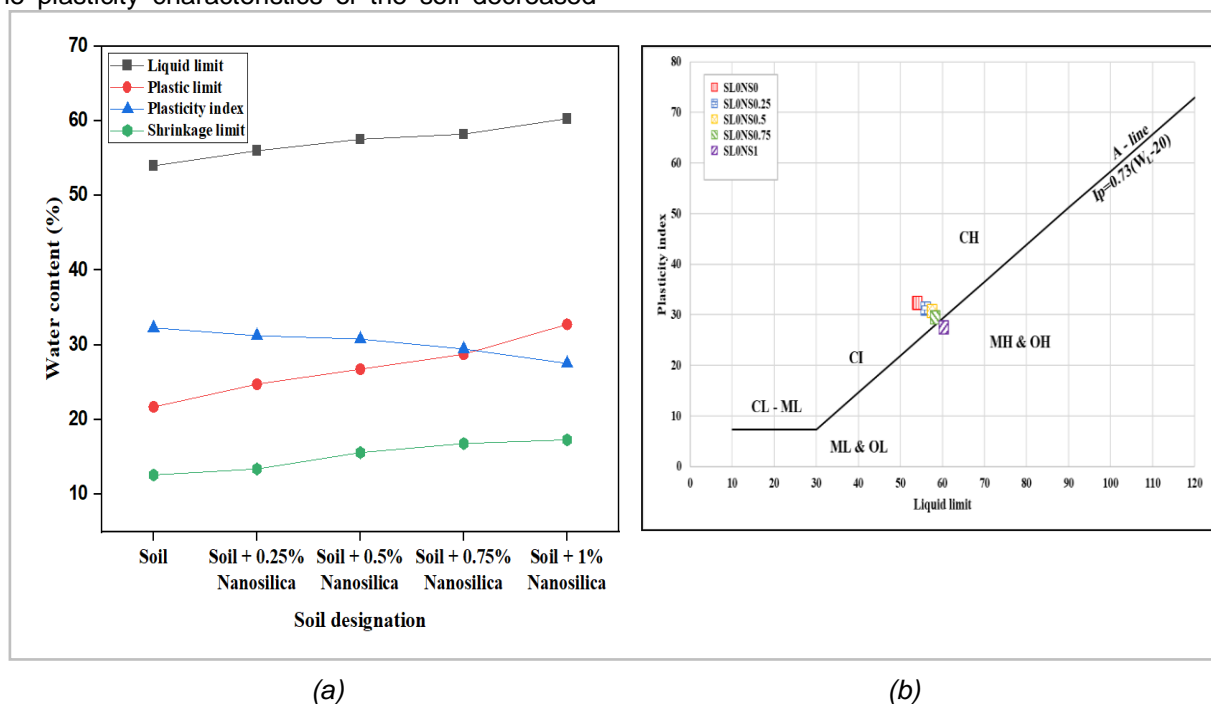 ne plasticity characteristics of the soil decreased
70
60
50
40
30
20
10
Water content (%)
Liquid limit
Plastic limit
Plasticity index
Shrinkage limit
Soil
Soil + 0.25% Nanosilica
Soil + 0.5% Nanosilica
Soil + 0.75% Nanosilica
Soil + 1% Nanosilica
Soil designation
(a)
80
70
60
50
40
30
20
10
0
Plasticity index
SL0NS0
SL0NS0.25
SL0NS0.5
SL0NS0.75
SL0NS1
A - line
Ip=0.73(WL-20)
CH
CI
MH & OH
CL - ML
ML & OL
0 10 20 30 40 50 60 70 80 90 100 110 120
Liquid limit
(b)